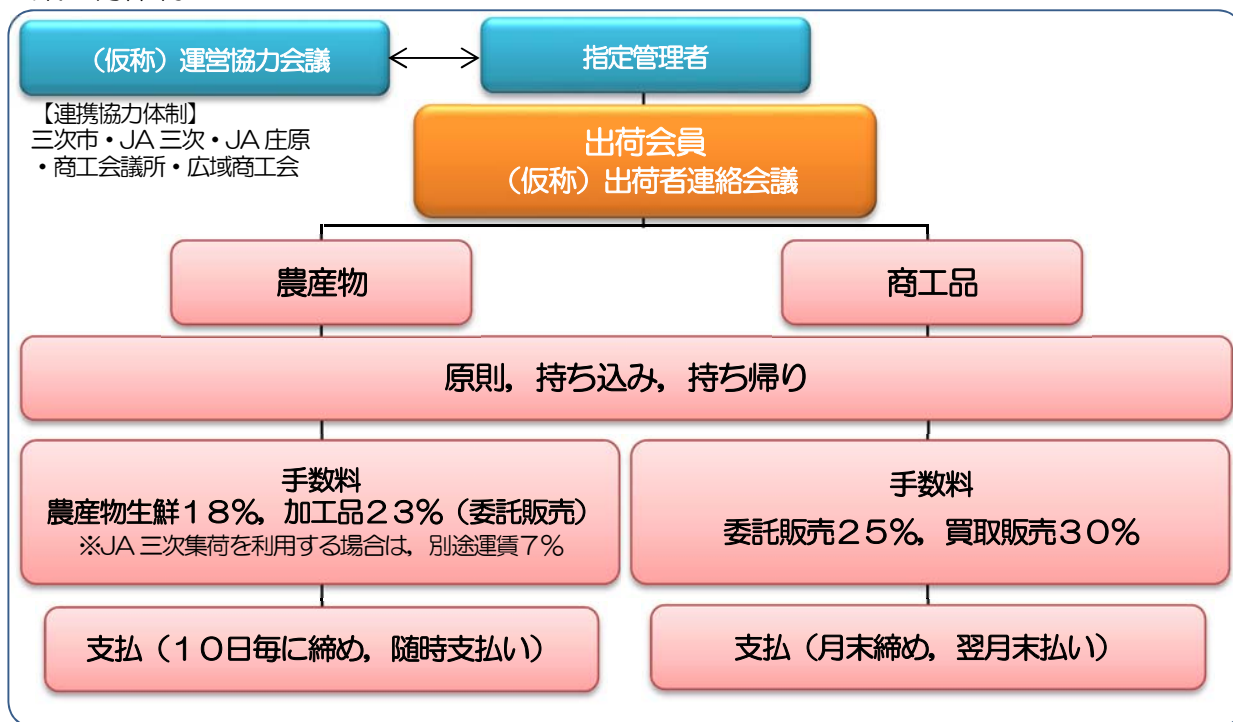 （仮称）運営協力会議
指定管理者
【連携協力体制】
三次市・JA 三次・JA 庄原
・商工会議所・広域商工会
出荷会員
（仮称）出荷者連絡会議
農産物
商工品
原則，持ち込み，持ち帰り
手数料
農産物生鮮１８％，加工品２３％（委託販売）
※JA 三次集荷を利用する場合は，別途運賃７％
手数料
委託販売２５％，買取販売３０％
支払（１０日毎に締め，随時支払い）
支払（月末締め，翌月末払い）